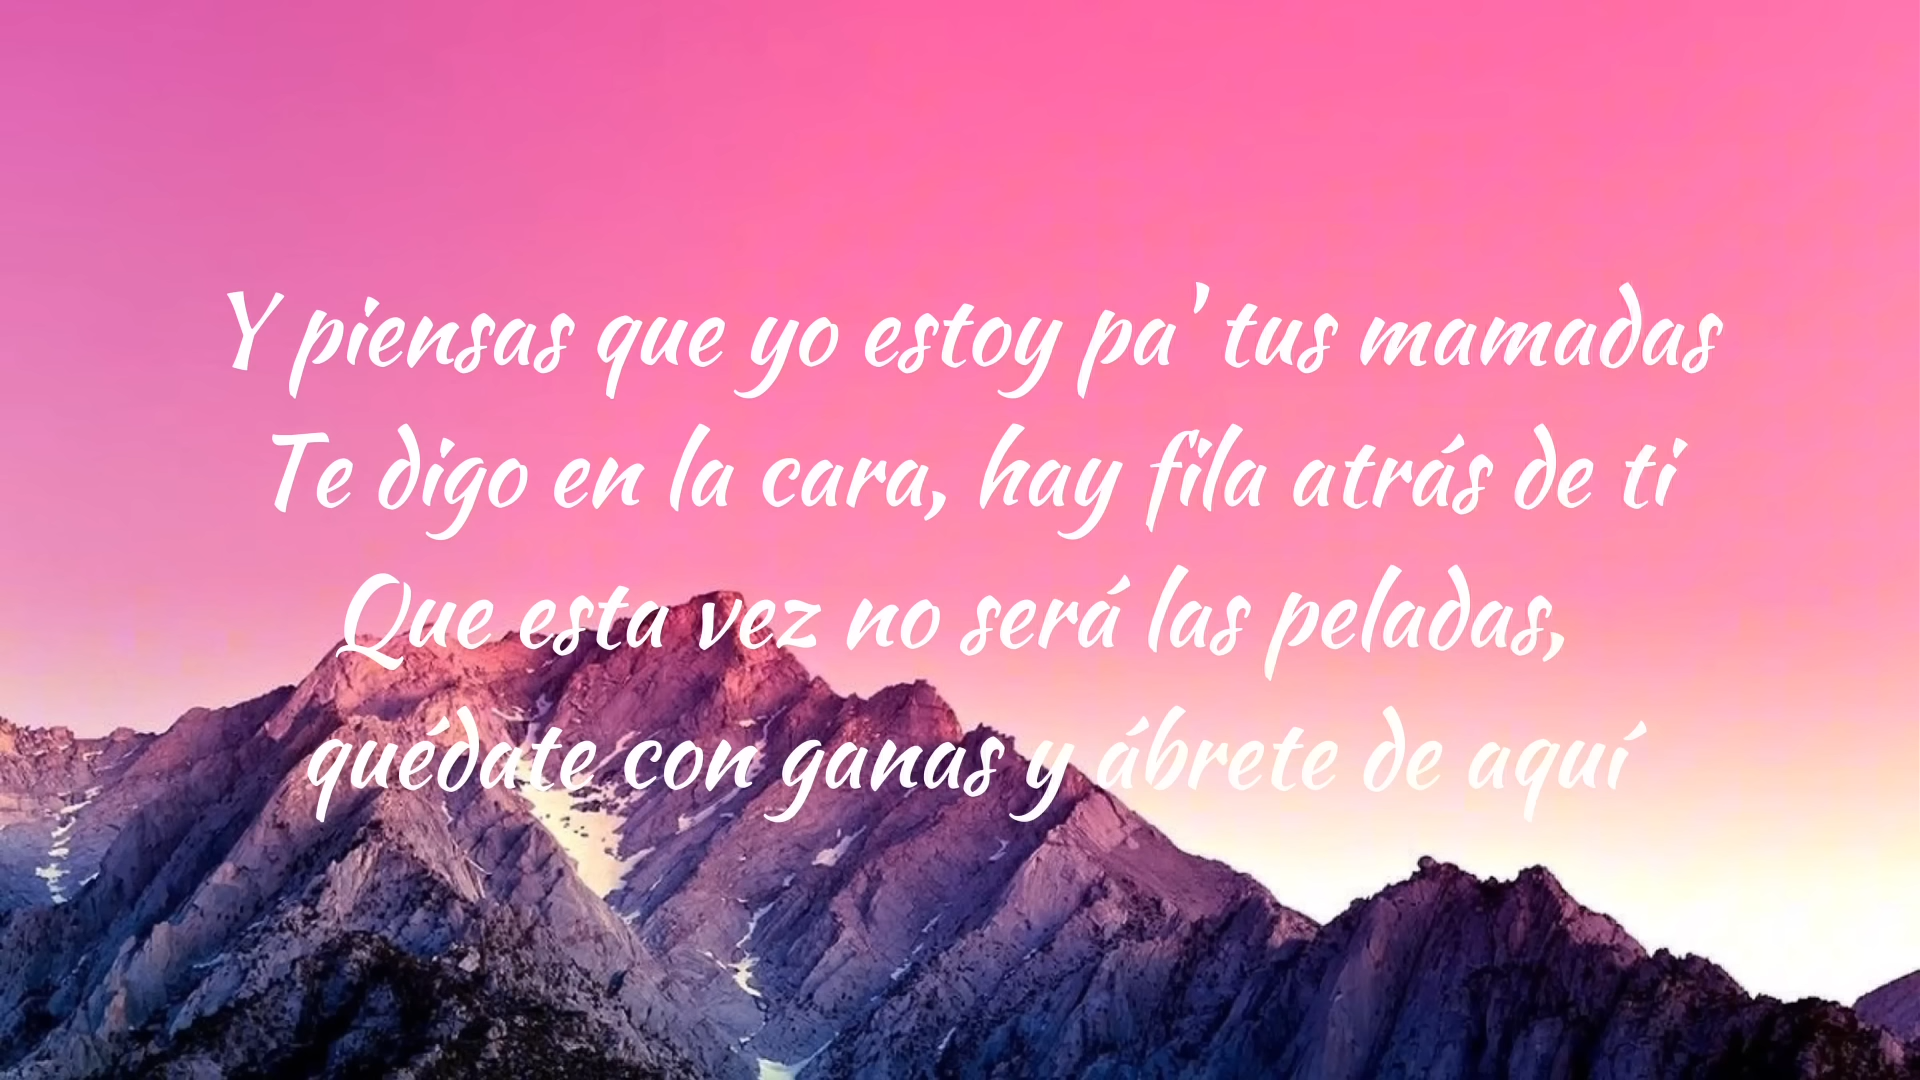 Y piensas que yo estoy pa' tus mamadas
Te digo en la cara, hay fila atrás de ti
Que esta vez no será las peladas,
quédate con ganas y ábrete de aquí